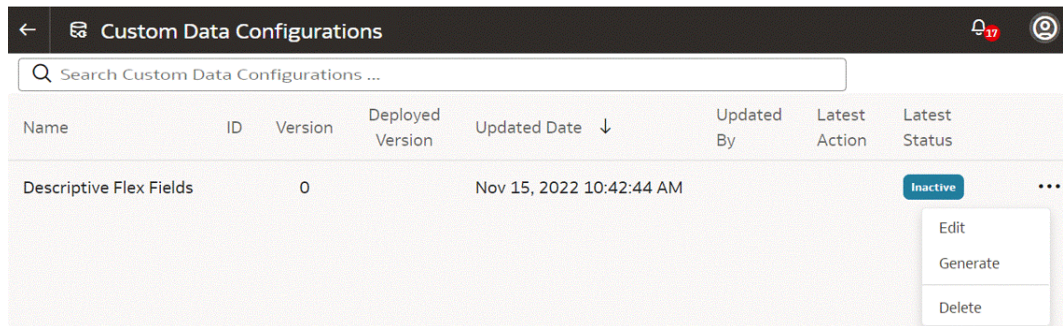 Custom Data Configurations
17
Search Custom Data Configurations ...
Name ID Version Deployed Version Updated Date ↓ Updated By Latest Action Latest Status
Descriptive Flex Fields 0 Nov 15, 2022 10:42:44 AM Inactive ...
Edit
Generate
Delete